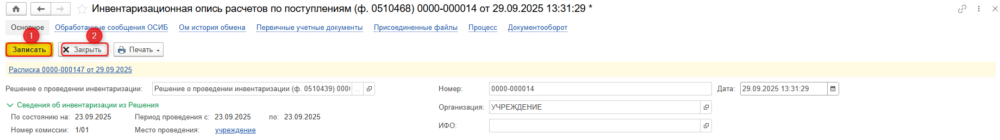 Инвентаризационная опись расчетов по поступлениям (ф. 0510468) 0000-000014 от 29.09.2025 13:31:29 *
Основное Обработанные сообщения ОСИБ Ом история обмена Первичные учетные документы Присоединенные файлы Процесс Документооборот
1 2
Записать Закрыть Печать
Расписка 0000-000147 от 29.09.2025
Решение о проведении инвентаризации: Решение о проведении инвентаризации (ф. 0510439) 000 ... Номер: 0000-000014 Дата: 29.09.2025 13:31:29
Сведения об инвентаризации из Решения Организация: УЧРЕЖДЕНИЕ
По состоянию на: 23.09.2025 Период проведения с: 23.09.2025 по: 23.09.2025
Номер комиссии: 1/01 Место проведения: учреждение ИФО: